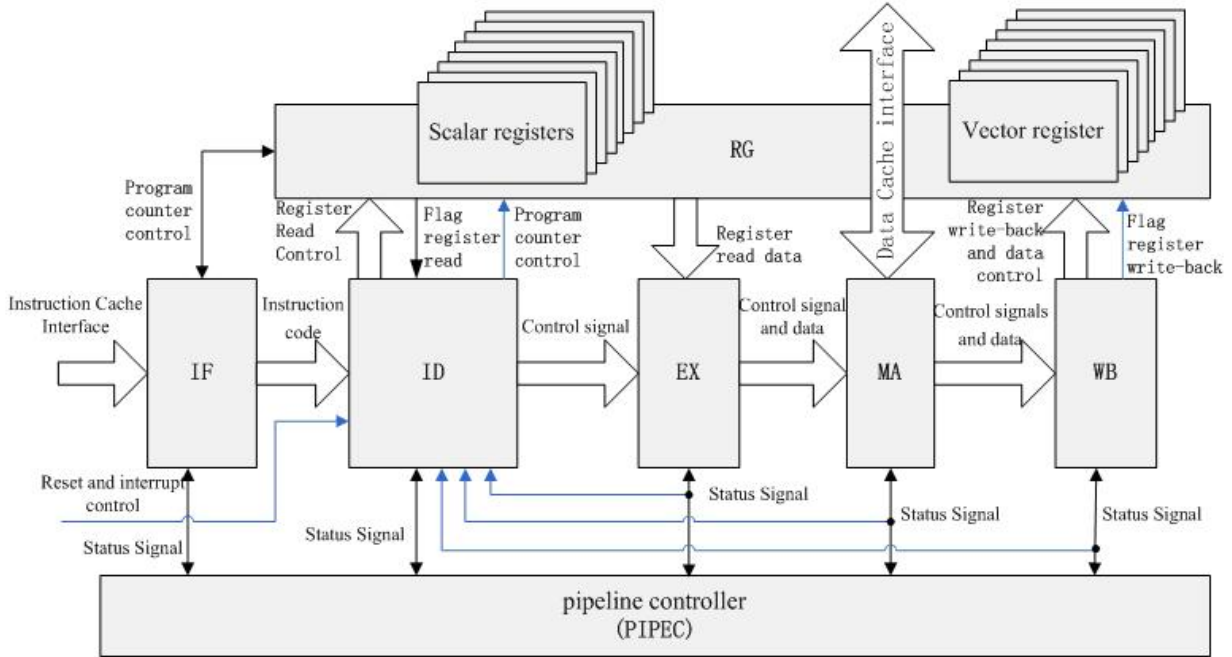 Scalar registers
RG
Data Cache interface
Vector register
Program
counter
control
Register
Read
Control
Flag
register
read
Program
counter
control
Register
read data
Register
write-back
and data
control
Flag
register
write-back
Instruction Cache
Interface
Instruction
code
Control signal
Control signal
and data
Control signals
and data
IF
ID
EX
MA
WB
Reset and interrupt
control
Status Signal
Status Signal
Status Signal
Status Signal
Status Signal
pipeline controller
(PIPEC)